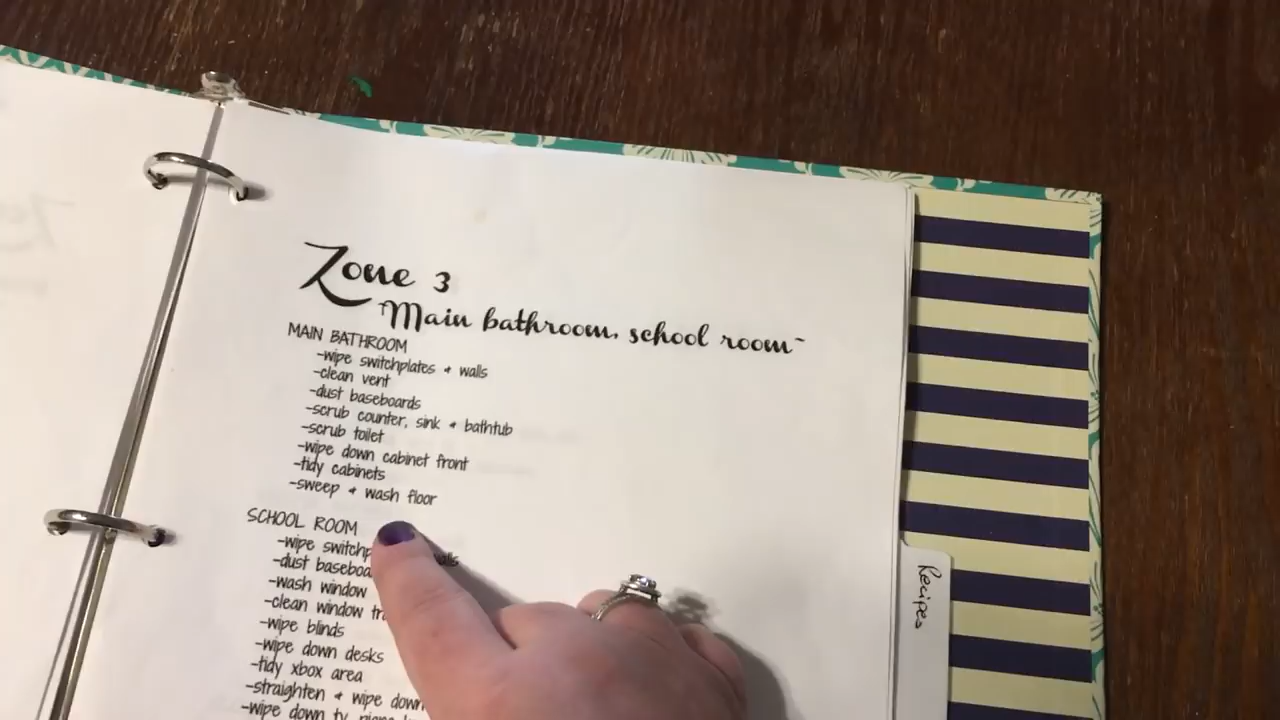 Zone 3
Main bathroom, school room~
MAIN BATHROOM
-wipe switchplates + walls
-clean vent
-dust baseboards
-scrub counter, sink + bathtub
-scrub toilet
-wipe down cabinet front
-tidy cabinets
-sweep + wash floor
SCHOOL ROOM
-wipe
-dust
-wash window
-clean window
-wipe blinds
-wipe down desks
-tidy xbox area
-straighten + wipe down
-wipe down tv, piano
Recipes